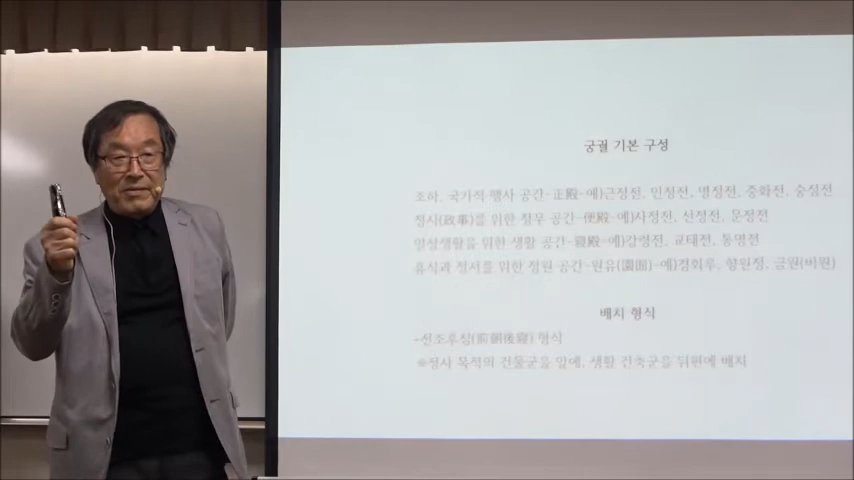 궁궐 기본 구성
조하. 국가적 행사 공간-正殿-예)근정전, 인정전, 명정전, 중화전, 숭정전
정사(政事)를 위한 정무 공간-便殿-예)사정전, 선정전, 문정전
일상생활을 위한 생활 공간-寢殿-예)강령전, 교태전, 통명전
휴식과 정서를 위한 정원 공간-원유(園囿)-예)경회루, 향원정, 금원(비원)
배치 형식
-전조후침(前朝後寢) 형식
※정사 목적의 건물군을 앞에, 생활 건축군을 뒤편에 배치